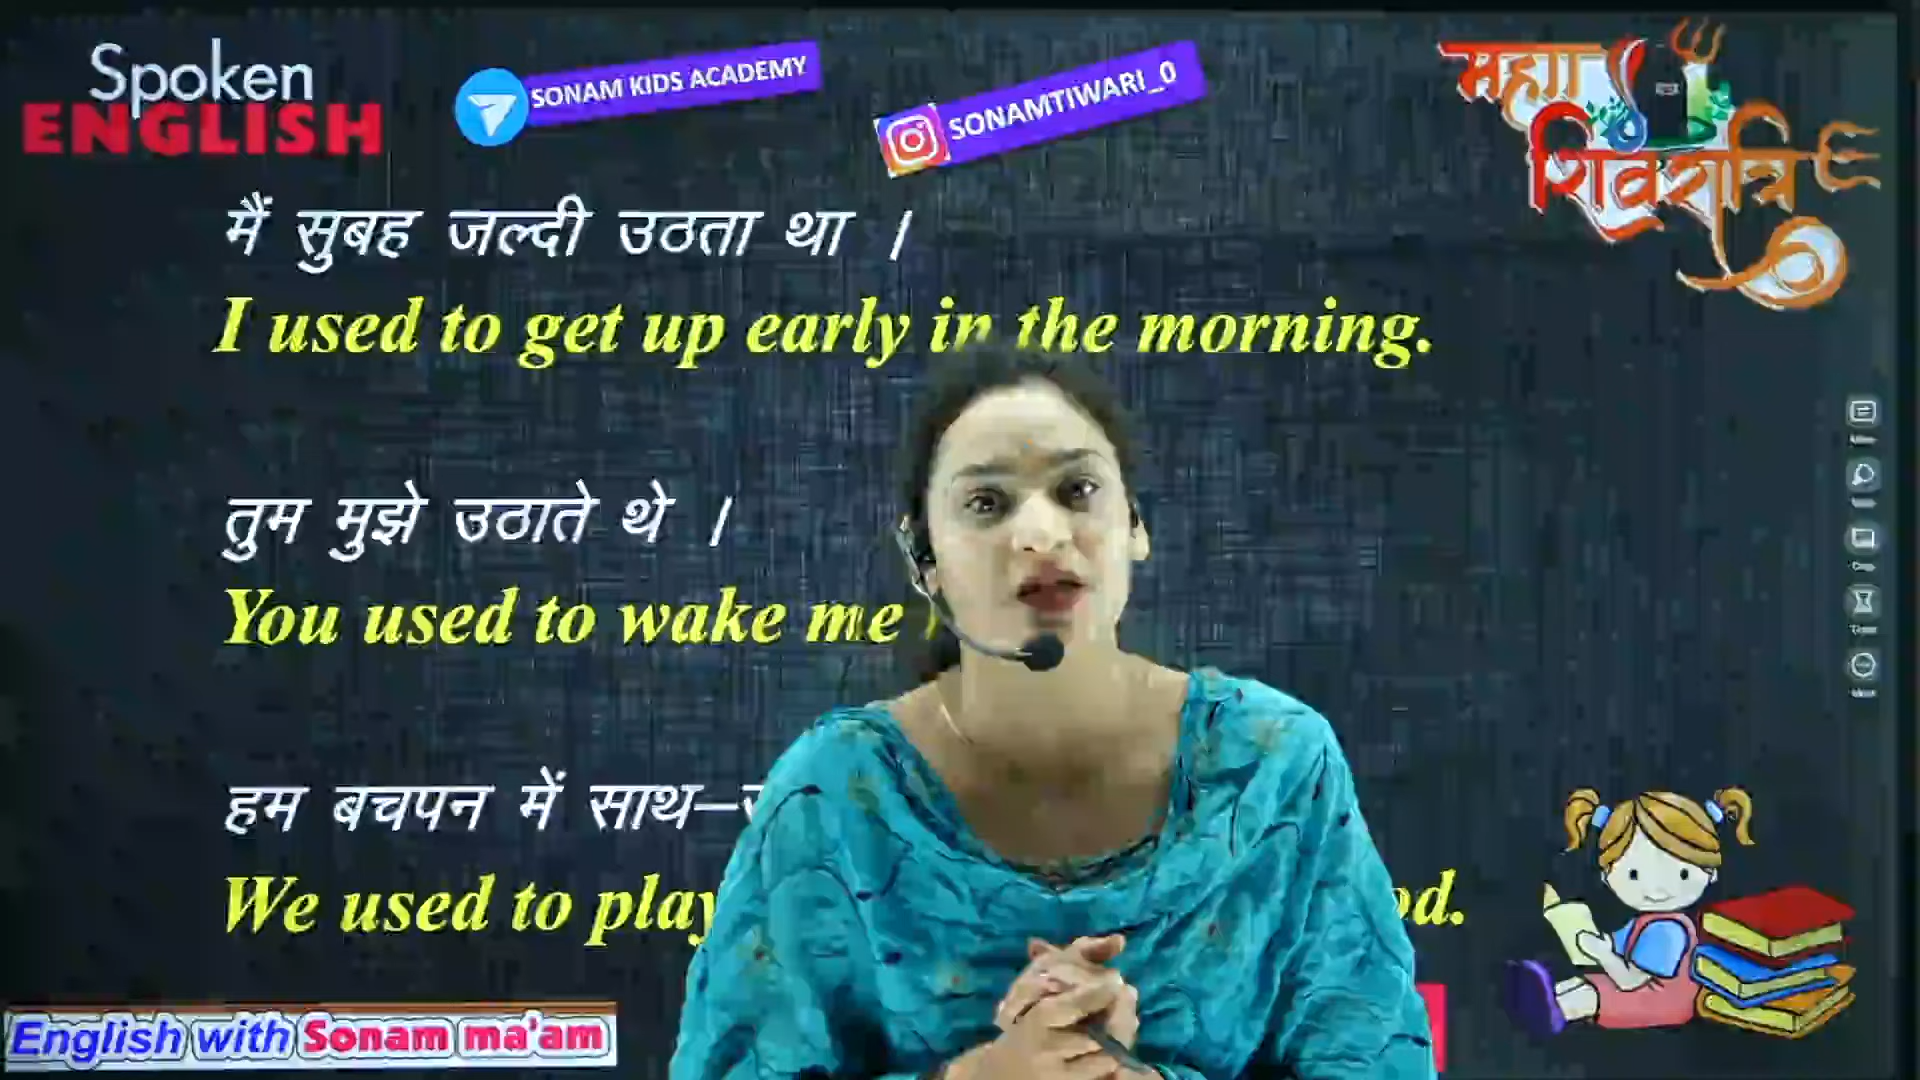 Spoken
ENGLISH
SONAM KIDS ACADEMY
SONAMTIWARI_0
महा
शिवरात्रि
मैं सुबह जल्दी उठता था ।
I used to get up early in the morning.
तुम मुझे उठाते थे ।
You used to wake me
हम बचपन में साथ–
We used to play
English with Sonam ma'am